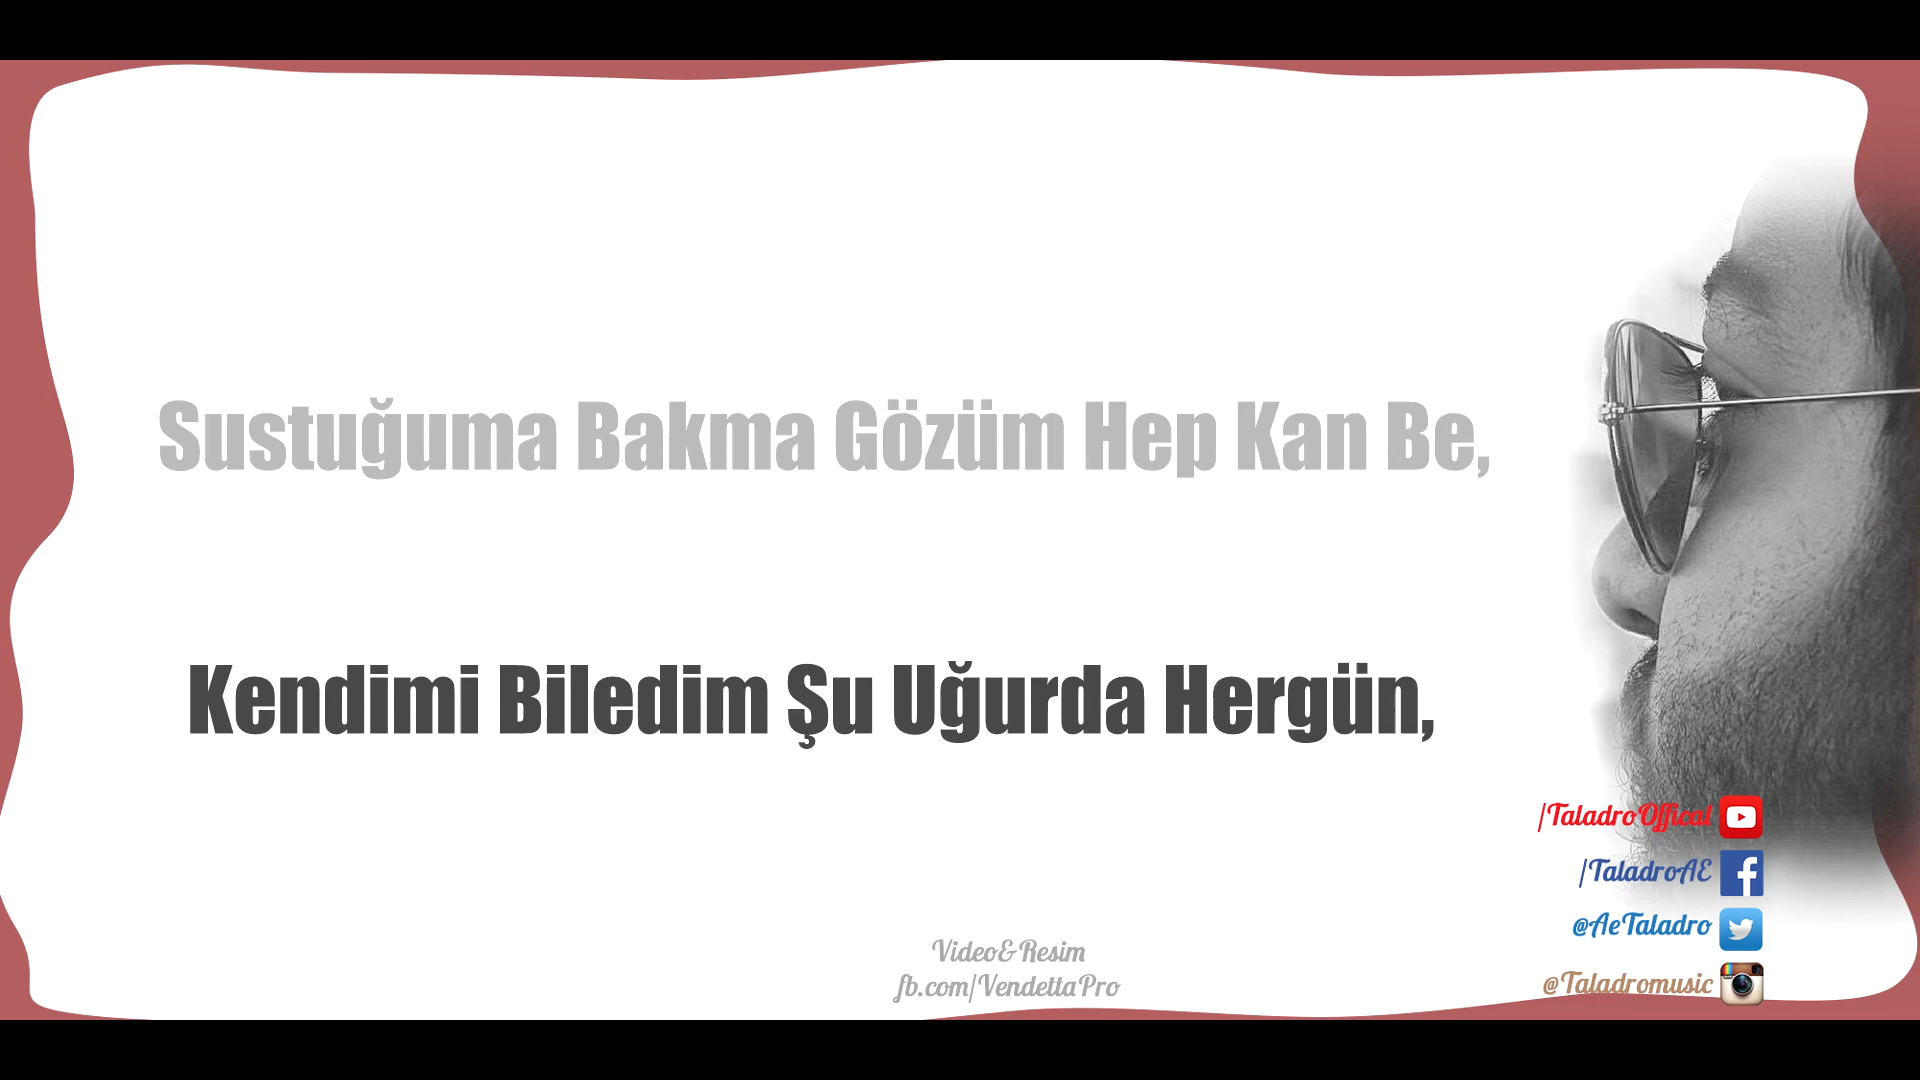 Sustuğuma Bakma Gözüm Hep Kan Be,
Kendimi Biledim Şu Uğurda Hergün,
/TaladroOffical
/TaladroAE
@AeTaladro
@Taladromusic
Video&Resim
fb.com/VendettaPro